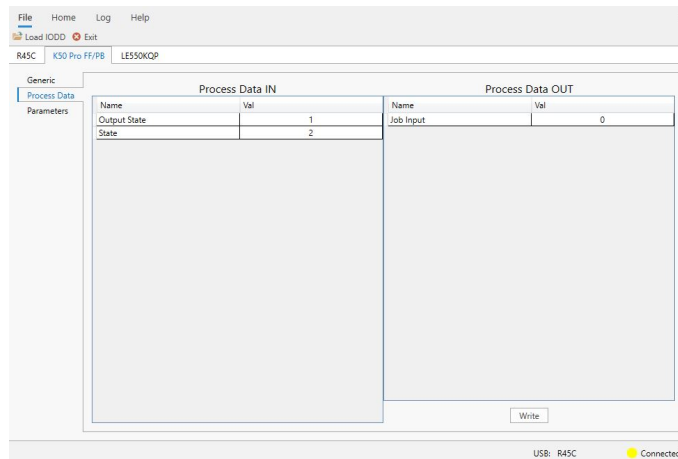 File Home Log Help
Load IODD Exit
R45C K50 Pro FF/PB LE550KQP
Generic
Process Data
Parameters
Process Data IN
Name Val
Output State 1
State 2
Process Data OUT
Name Val
Job Input 0
Write
USB: R45C Connected